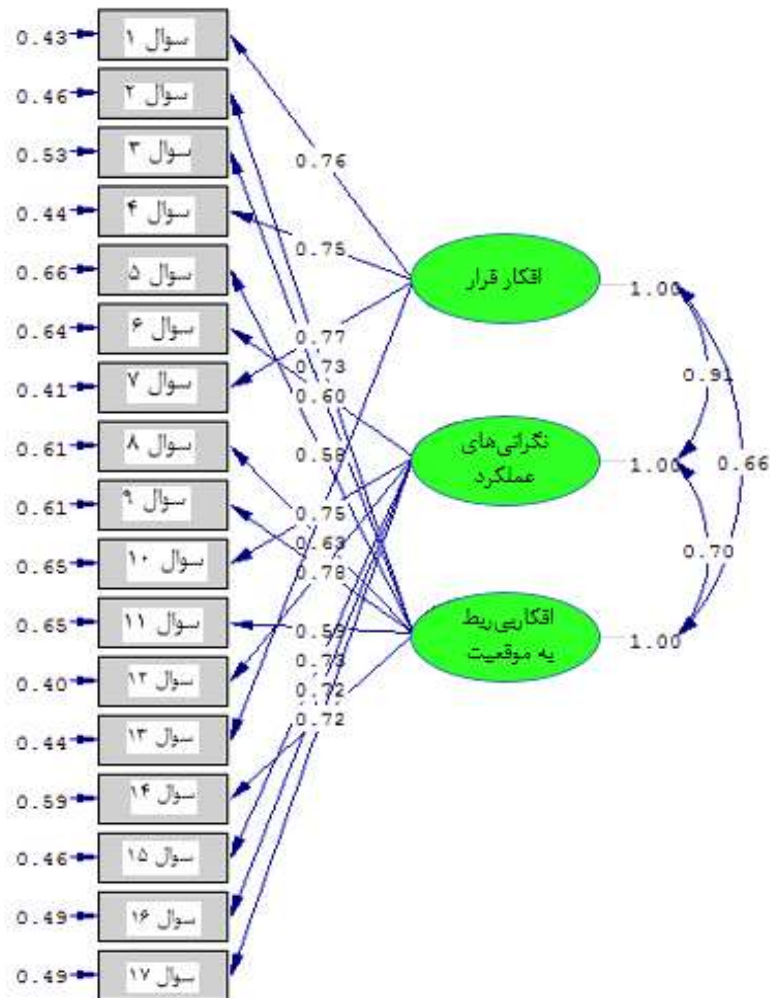 0.43 سوال ۱
0.46 سوال ۲
0.53 سوال ۳
0.44 سوال ۴
0.66 سوال ۵
0.64 سوال ۶
0.41 سوال ۷
0.61 سوال ۸
0.61 سوال ۹
0.65 سوال ۱۰
0.65 سوال ۱۱
0.40 سوال ۱۲
0.44 سوال ۱۳
0.59 سوال ۱۴
0.46 سوال ۱۵
0.49 سوال ۱۶
0.49 سوال ۱۷
0.76
0.75
0.77
0.73
0.60
0.58
0.75
0.63
0.78
0.59
0.73
0.72
0.72
افکار فرار
1.00
نگرانی‌های
عملکرد
1.00
افکاربی‌ربط
به موقعیت
1.00
0.91
0.66
0.70